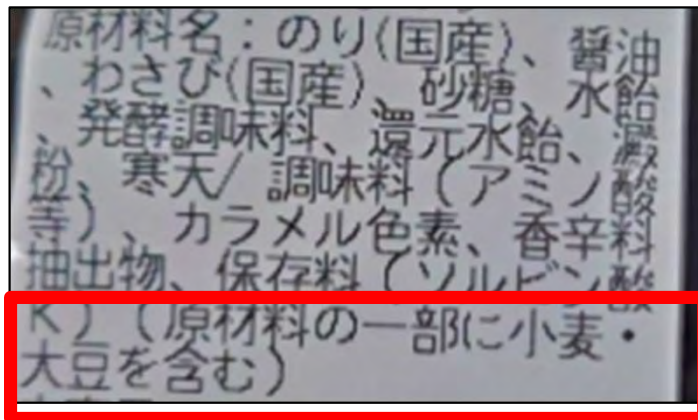 原材料名：のり(国産)、醤油
、わさび(国産)、砂糖、水飴
、発酵調味料、還元水飴、澱
粉、寒天/ 調味料(アミノ酸
等)、カラメル色素、香辛料
抽出物、保存料(ソルビン酸
K)(原材料の一部に小麦・
大豆を含む)